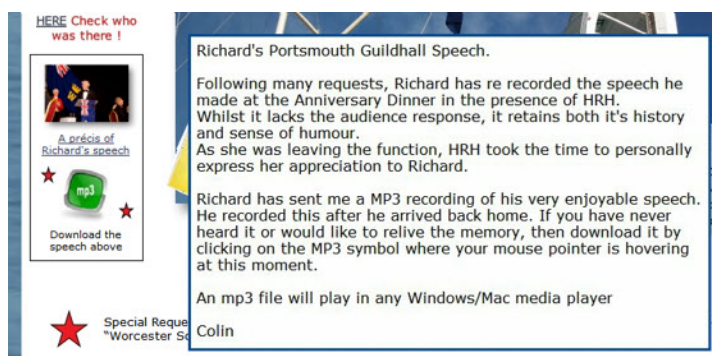 HERE Check who
was there !
A précis of
Richard's speech
mp3
Download the
speech above
Special Reque
"Worcester Sc
Richard's Portsmouth Guildhall Speech.
Following many requests, Richard has re recorded the speech he
made at the Anniversary Dinner in the presence of HRH.
Whilst it lacks the audience response, it retains both it's history
and sense of humour.
As she was leaving the function, HRH took the time to personally
express her appreciation to Richard.
Richard has sent me a MP3 recording of his very enjoyable speech.
He recorded this after he arrived back home. If you have never
heard it or would like to relive the memory, then download it by
clicking on the MP3 symbol where your mouse pointer is hovering
at this moment.
An mp3 file will play in any Windows/Mac media player
Colin